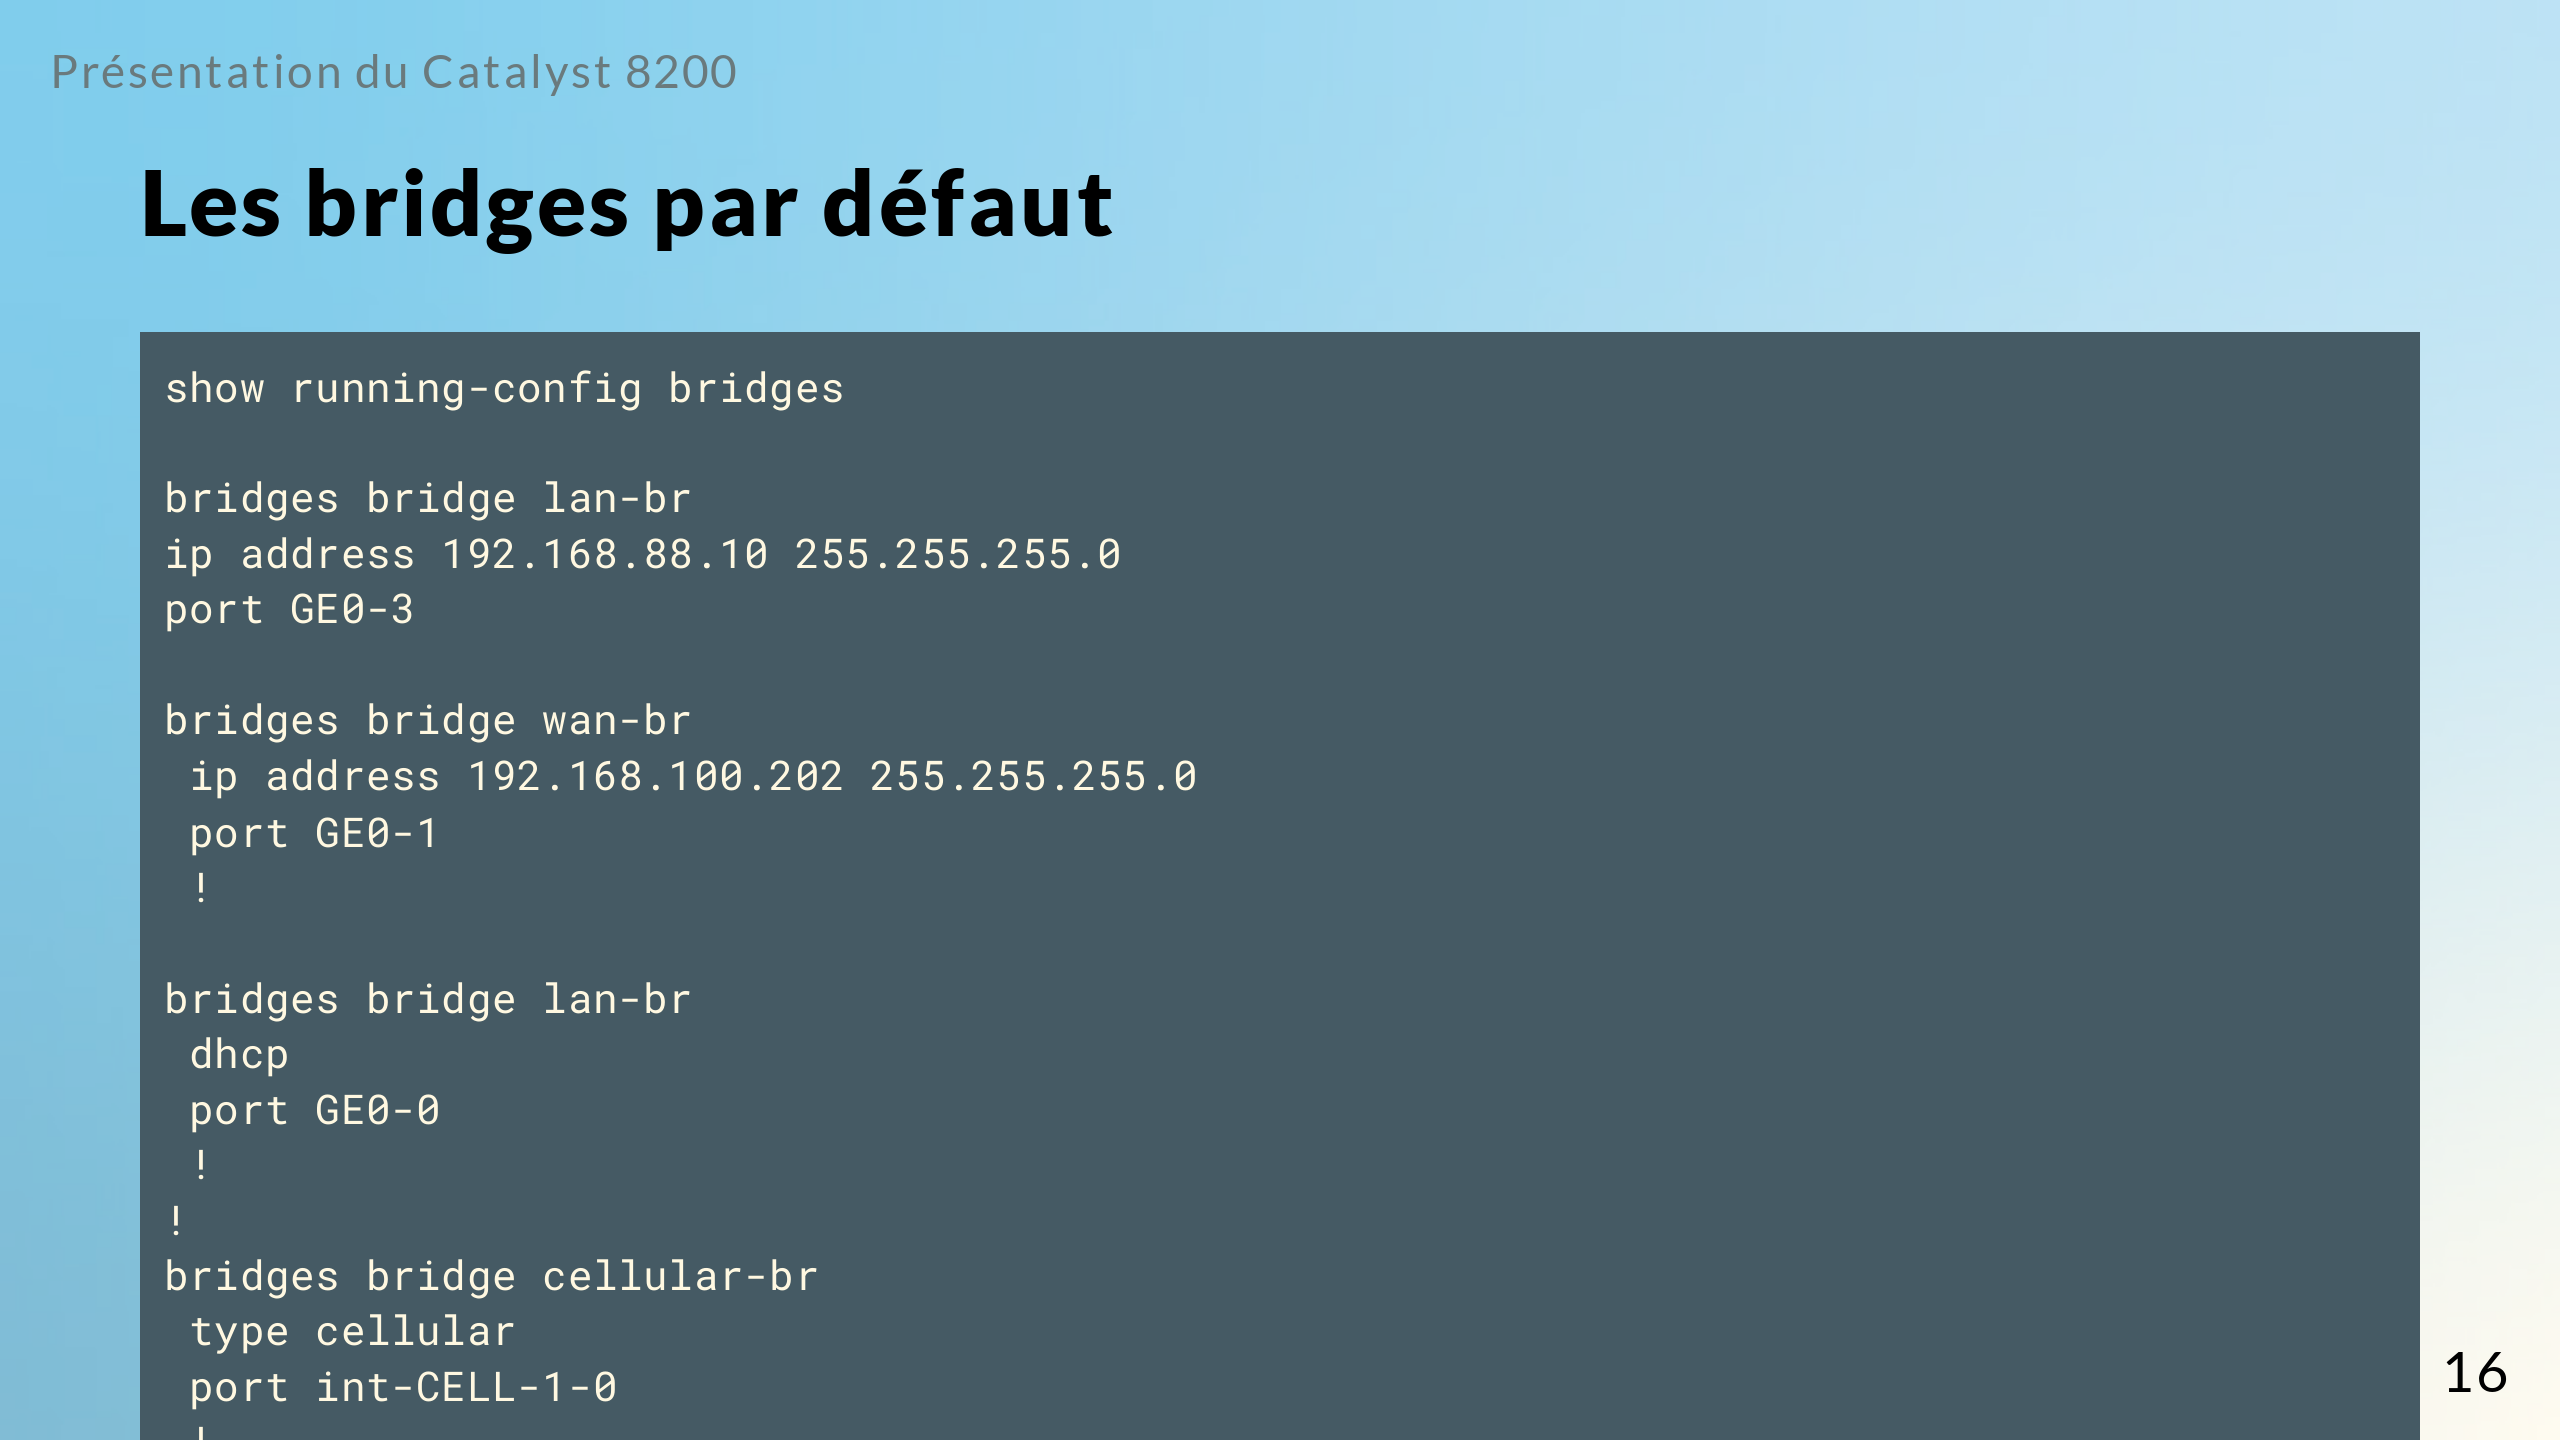 Présentation du Catalyst 8200
Les bridges par défaut
show running-config bridges
bridges bridge lan-br
ip address 192.168.88.10 255.255.255.0
port GE0-3
bridges bridge wan-br
ip address 192.168.100.202 255.255.255.0
port GE0-1
!
bridges bridge lan-br
dhcp
port GE0-0
!
!
bridges bridge cellular-br
type cellular
port int-CELL-1-0
!
16